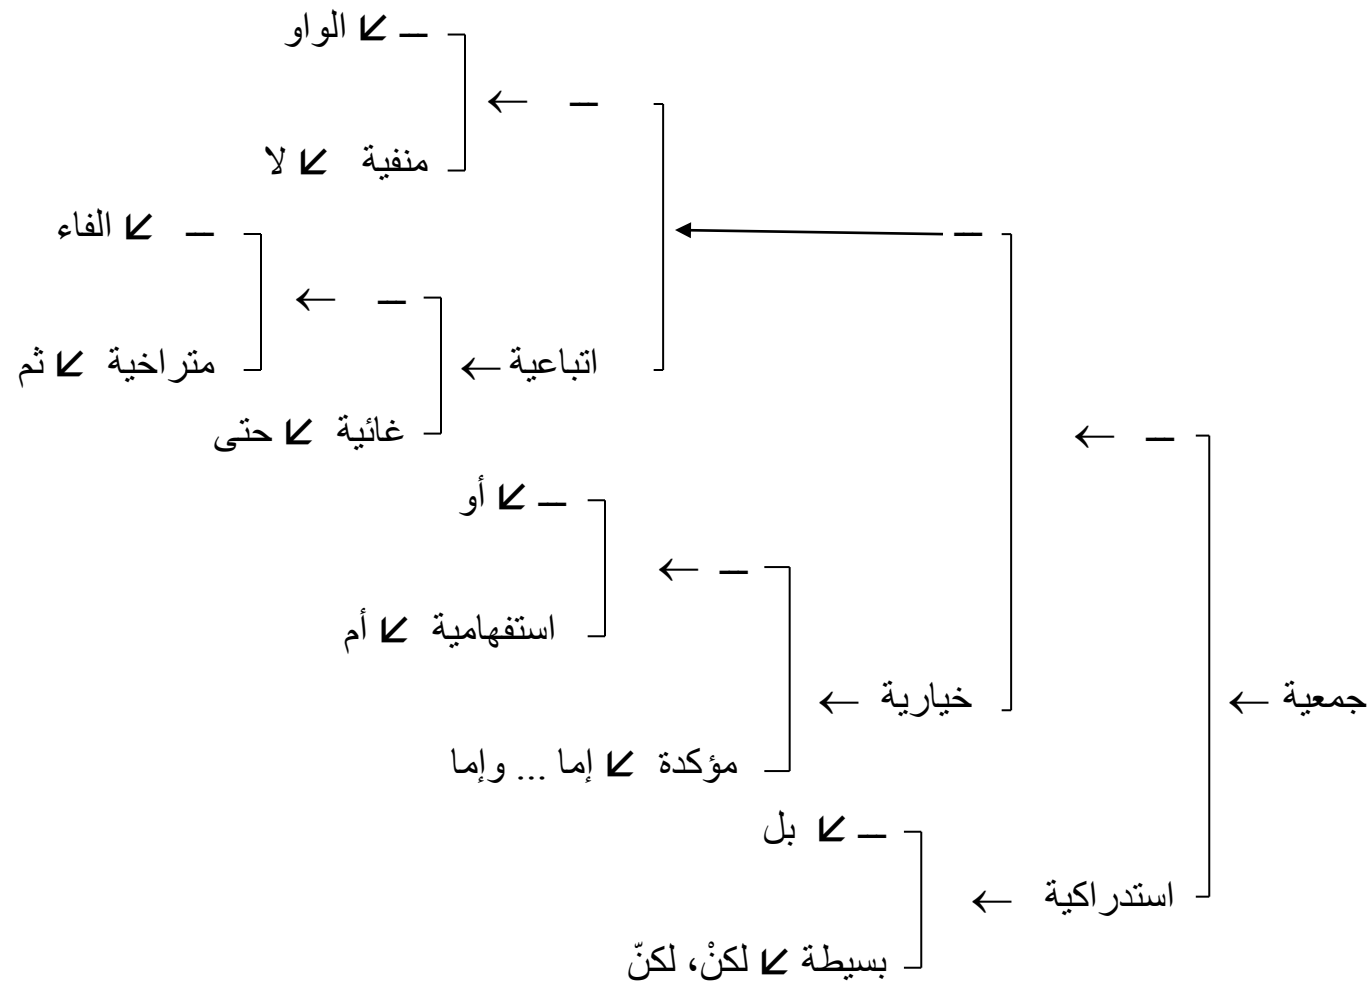 – ↙ الواو
– ←
منفية ↙ لا
– ↙ الفاء
–
– ←
متراخية ↙ ثم
اتباعية ←
غائية ↙ حتى
– ←
– ↙ أو
– ←
استفهامية ↙ أم
جمعية ←
خيارية ←
مؤكدة ↙ إما ... وإما
– ↙ بل
استدراكية ←
بسيطة ↙ لكنْ، لكنّ